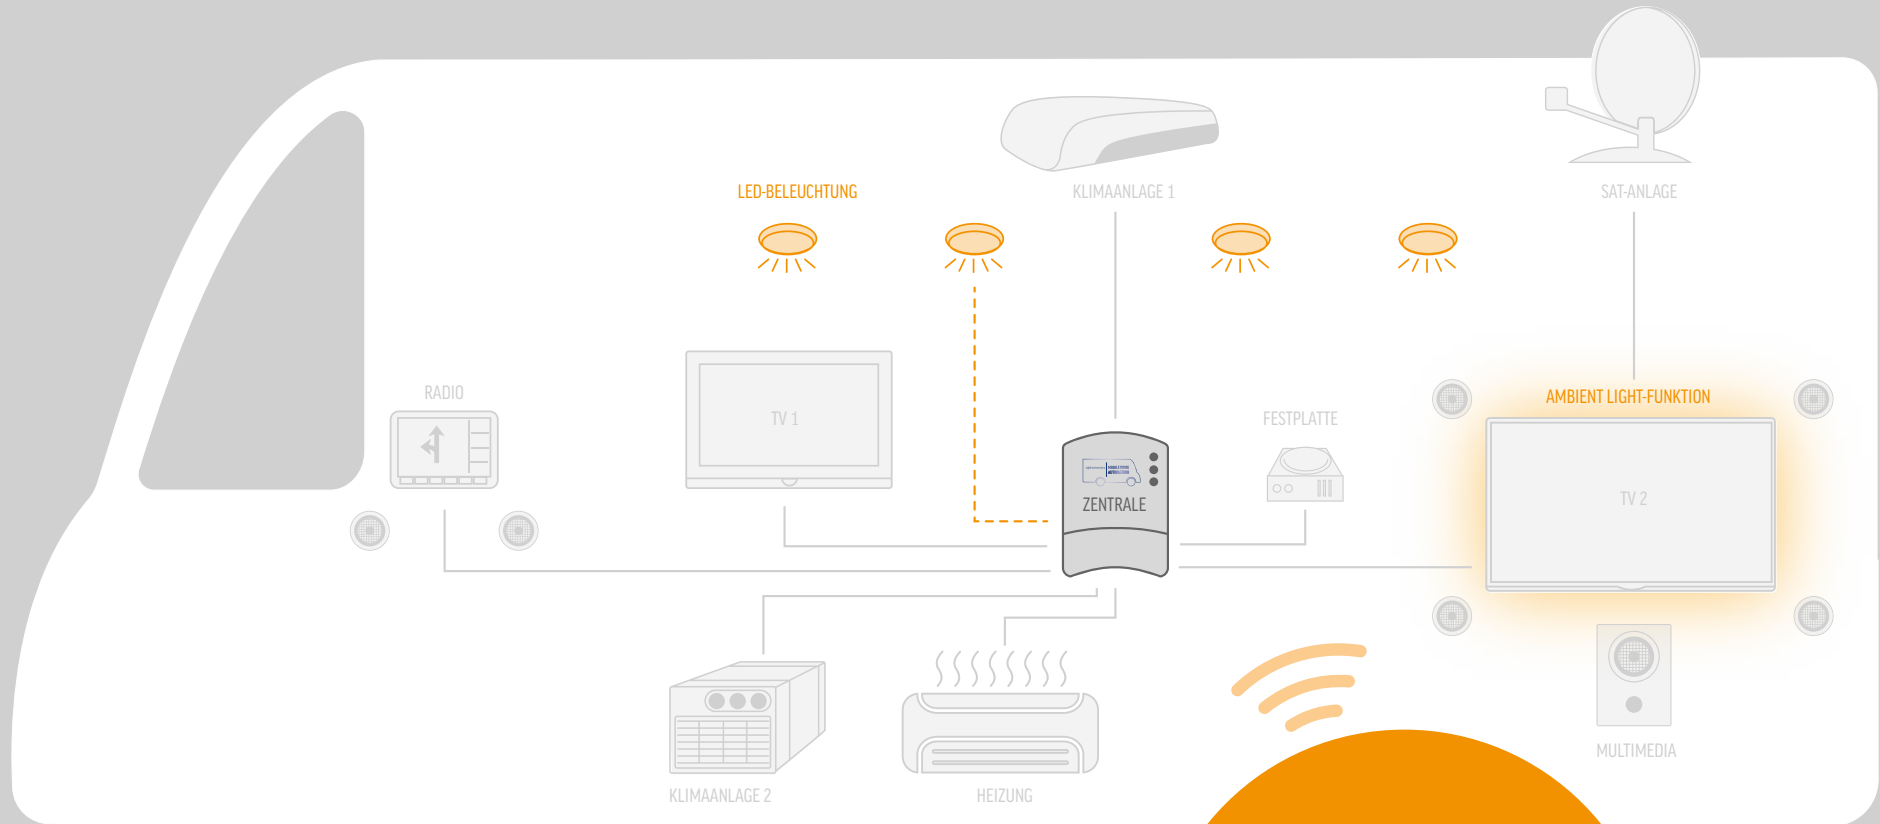 LED-BELEUCHTUNG
KLIMAANLAGE 1
SAT-ANLAGE
RADIO
TV 1
FESTPLATTE
AMBIENT LIGHT-FUNKTION
ZENTRALE
TV 2
MULTIMEDIA
KLIMAANLAGE 2
HEIZUNG